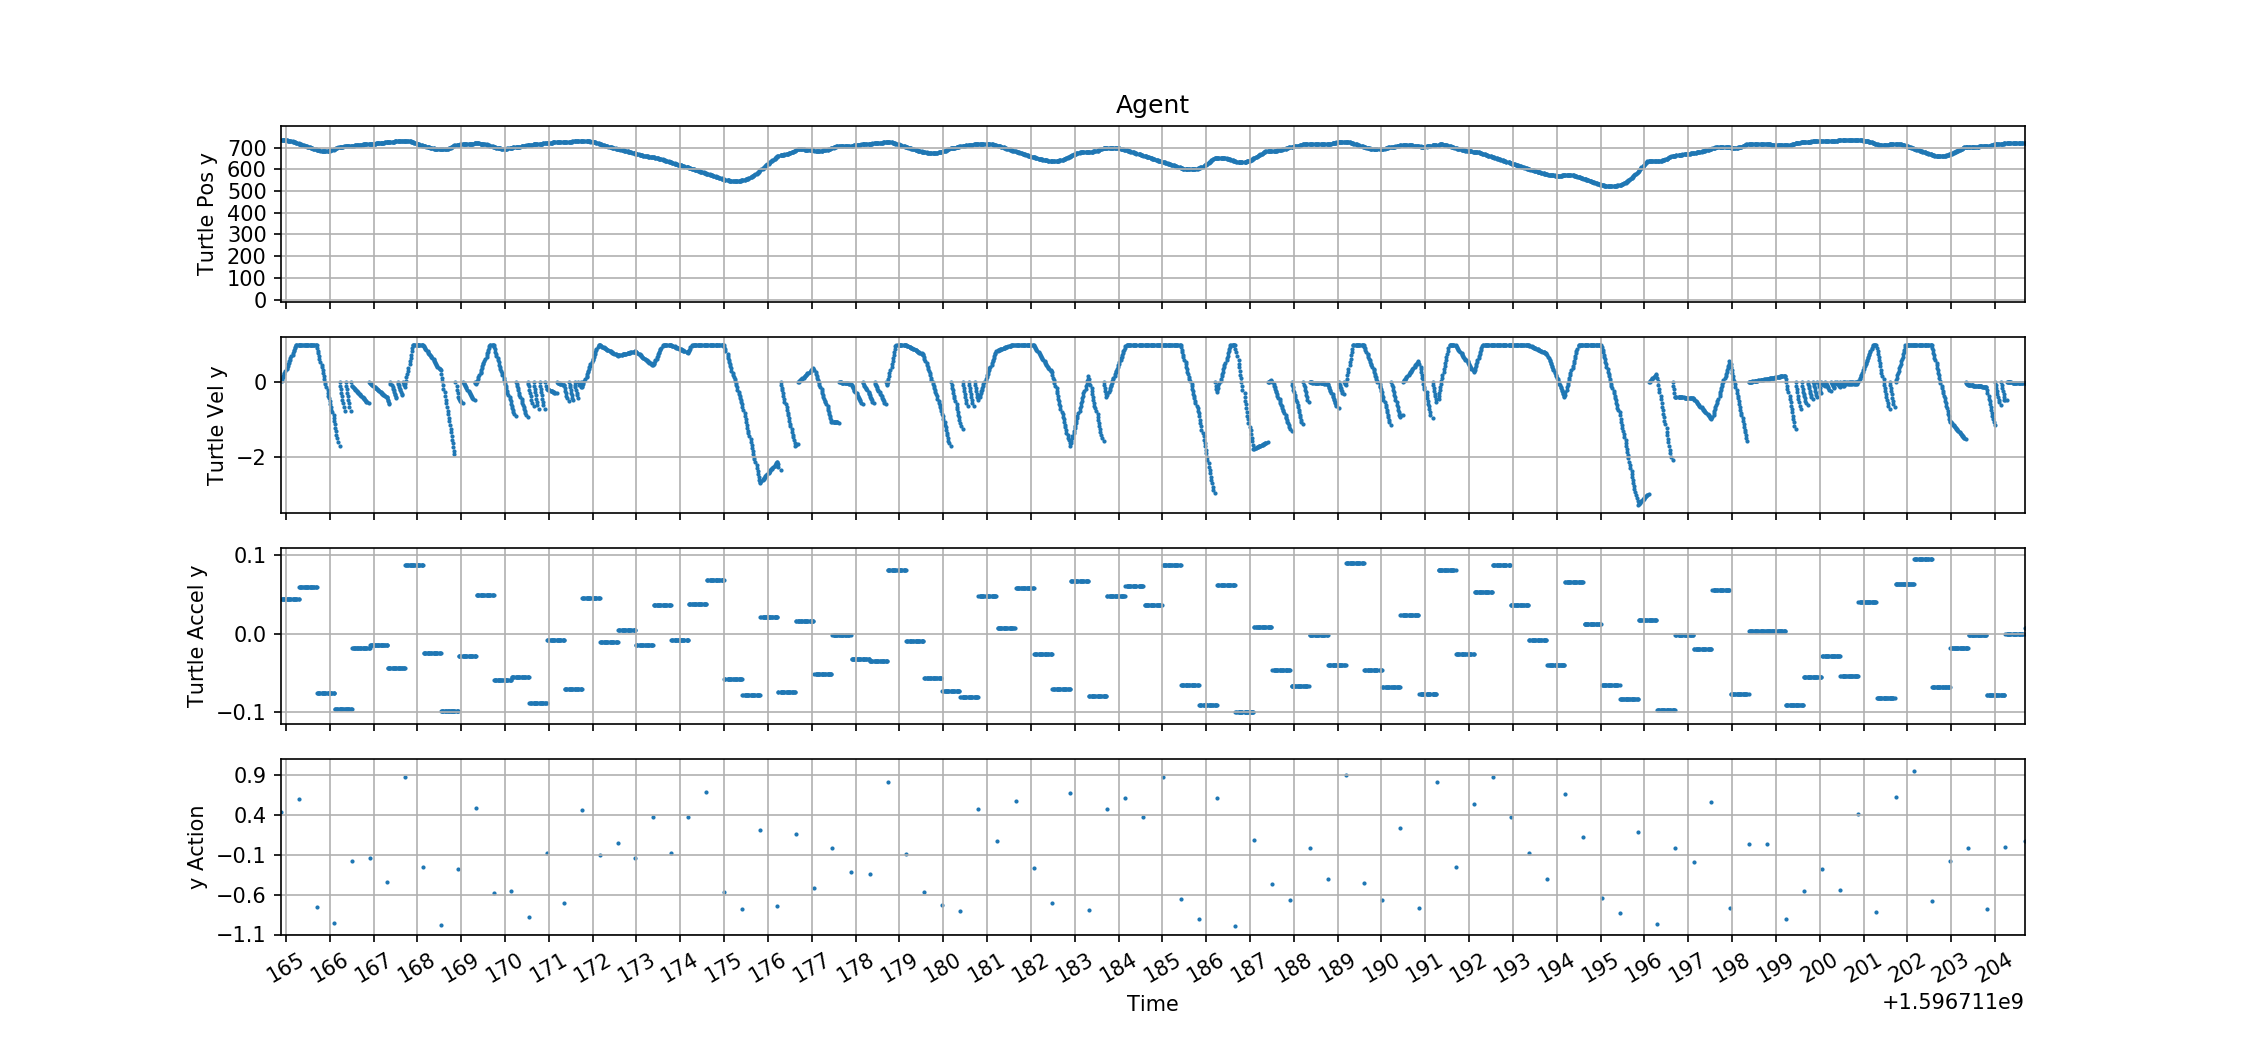 Agent
Turtle Pos y
700
600
500
400
300
200
100
0
Turtle Vel y
0
−2
Turtle Accel y
0.1
0.0
−0.1
y Action
0.9
0.4
−0.1
−0.6
−1.1
165 166 167 168 169 170 171 172 173 174 175 176 177 178 179 180 181 182 183 184 185 186 187 188 189 190 191 192 193 194 195 196 197 198 199 200 201 202 203 204
Time
+1.596711e9